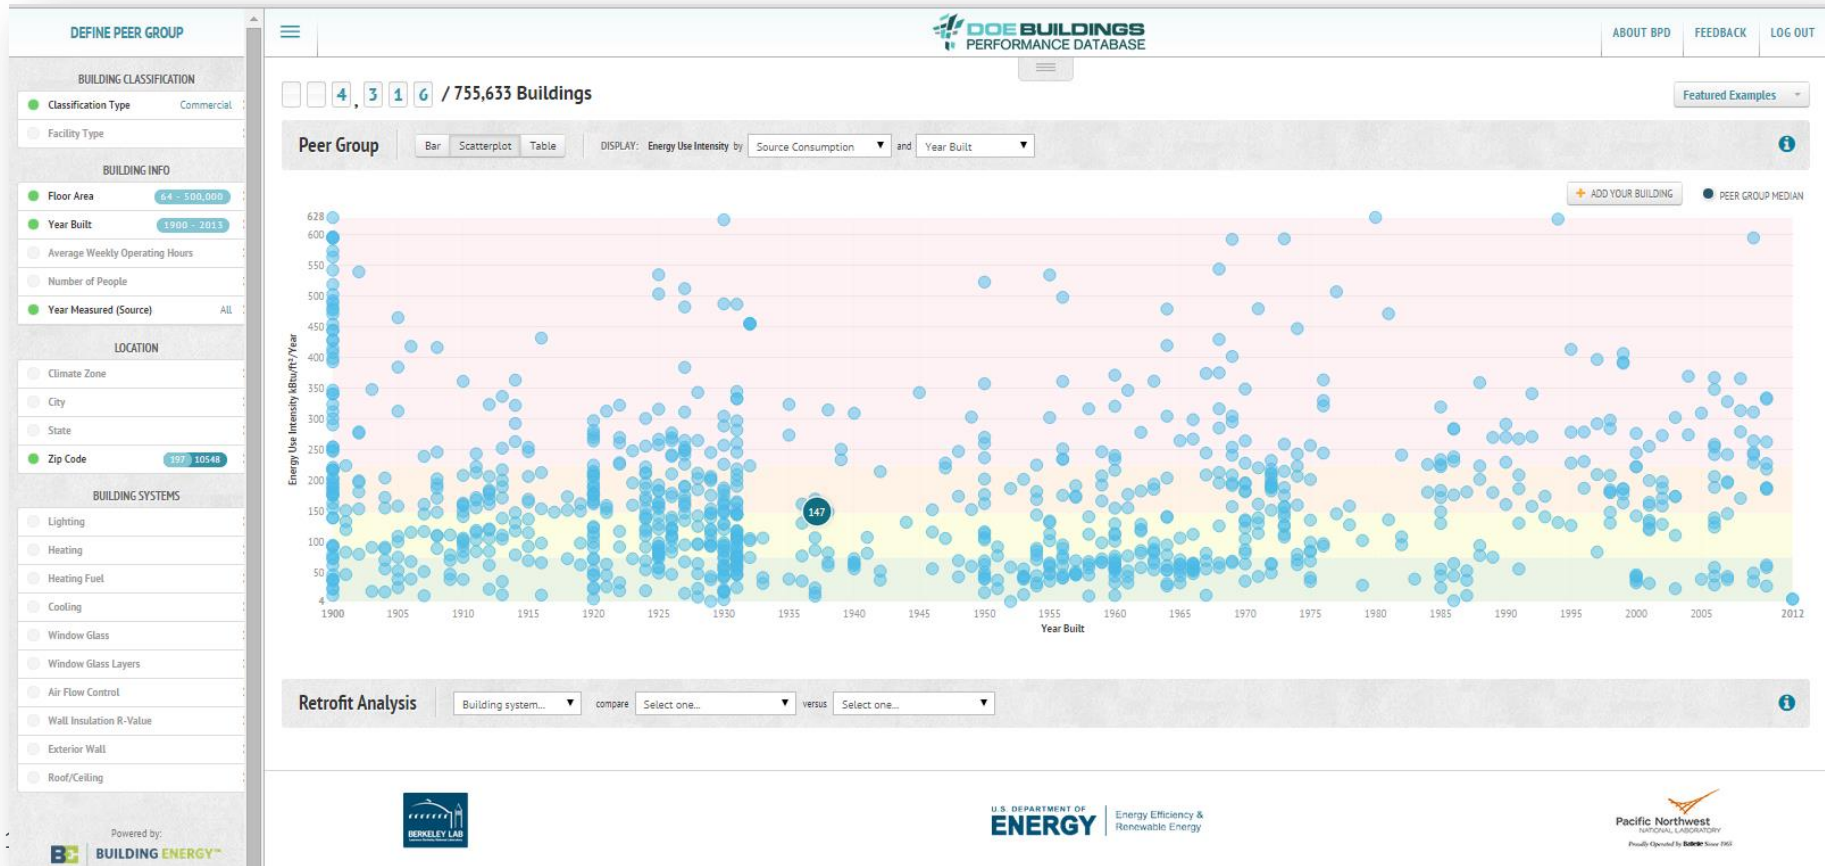 DEFINE PEER GROUP
DOE BUILDINGS
PERFORMANCE DATABASE
ABOUT BPD FEEDBACK LOG OUT
BUILDING CLASSIFICATION
Classification Type Commercial
Facility Type
BUILDING INFO
Floor Area 64 - 500,000
Year Built 1900 - 2013
Average Weekly Operating Hours
Number of People
Year Measured (Source) All
LOCATION
Climate Zone
City
State
Zip Code 197 10548
BUILDING SYSTEMS
Lighting
Heating
Heating Fuel
Cooling
Window Glass
Window Glass Layers
Air Flow Control
Wall Insulation R-Value
Exterior Wall
Roof/Ceiling
Powered by:
BE BUILDING ENERGY™
4,316 / 755,633 Buildings
Featured Examples
Peer Group Bar Scatterplot Table DISPLAY: Energy Use Intensity by Source Consumption and Year Built
+ ADD YOUR BUILDING PEER GROUP MEDIAN
Energy Use Intensity kBtu/ft²/Year
628
600
550
500
450
400
350
300
250
200
150
100
50
4
147
1900 1905 1910 1915 1920 1925 1930 1935 1940 1945 1950 1955 1960 1965 1970 1975 1980 1985 1990 1995 2000 2005 2012
Year Built
Retrofit Analysis Building system... compare Select one... versus Select one...
BERKELEY LAB
U.S. DEPARTMENT OF
ENERGY
Energy Efficiency &
Renewable Energy
Pacific Northwest
NATIONAL LABORATORY
Proudly Operated by Battelle Since 1965